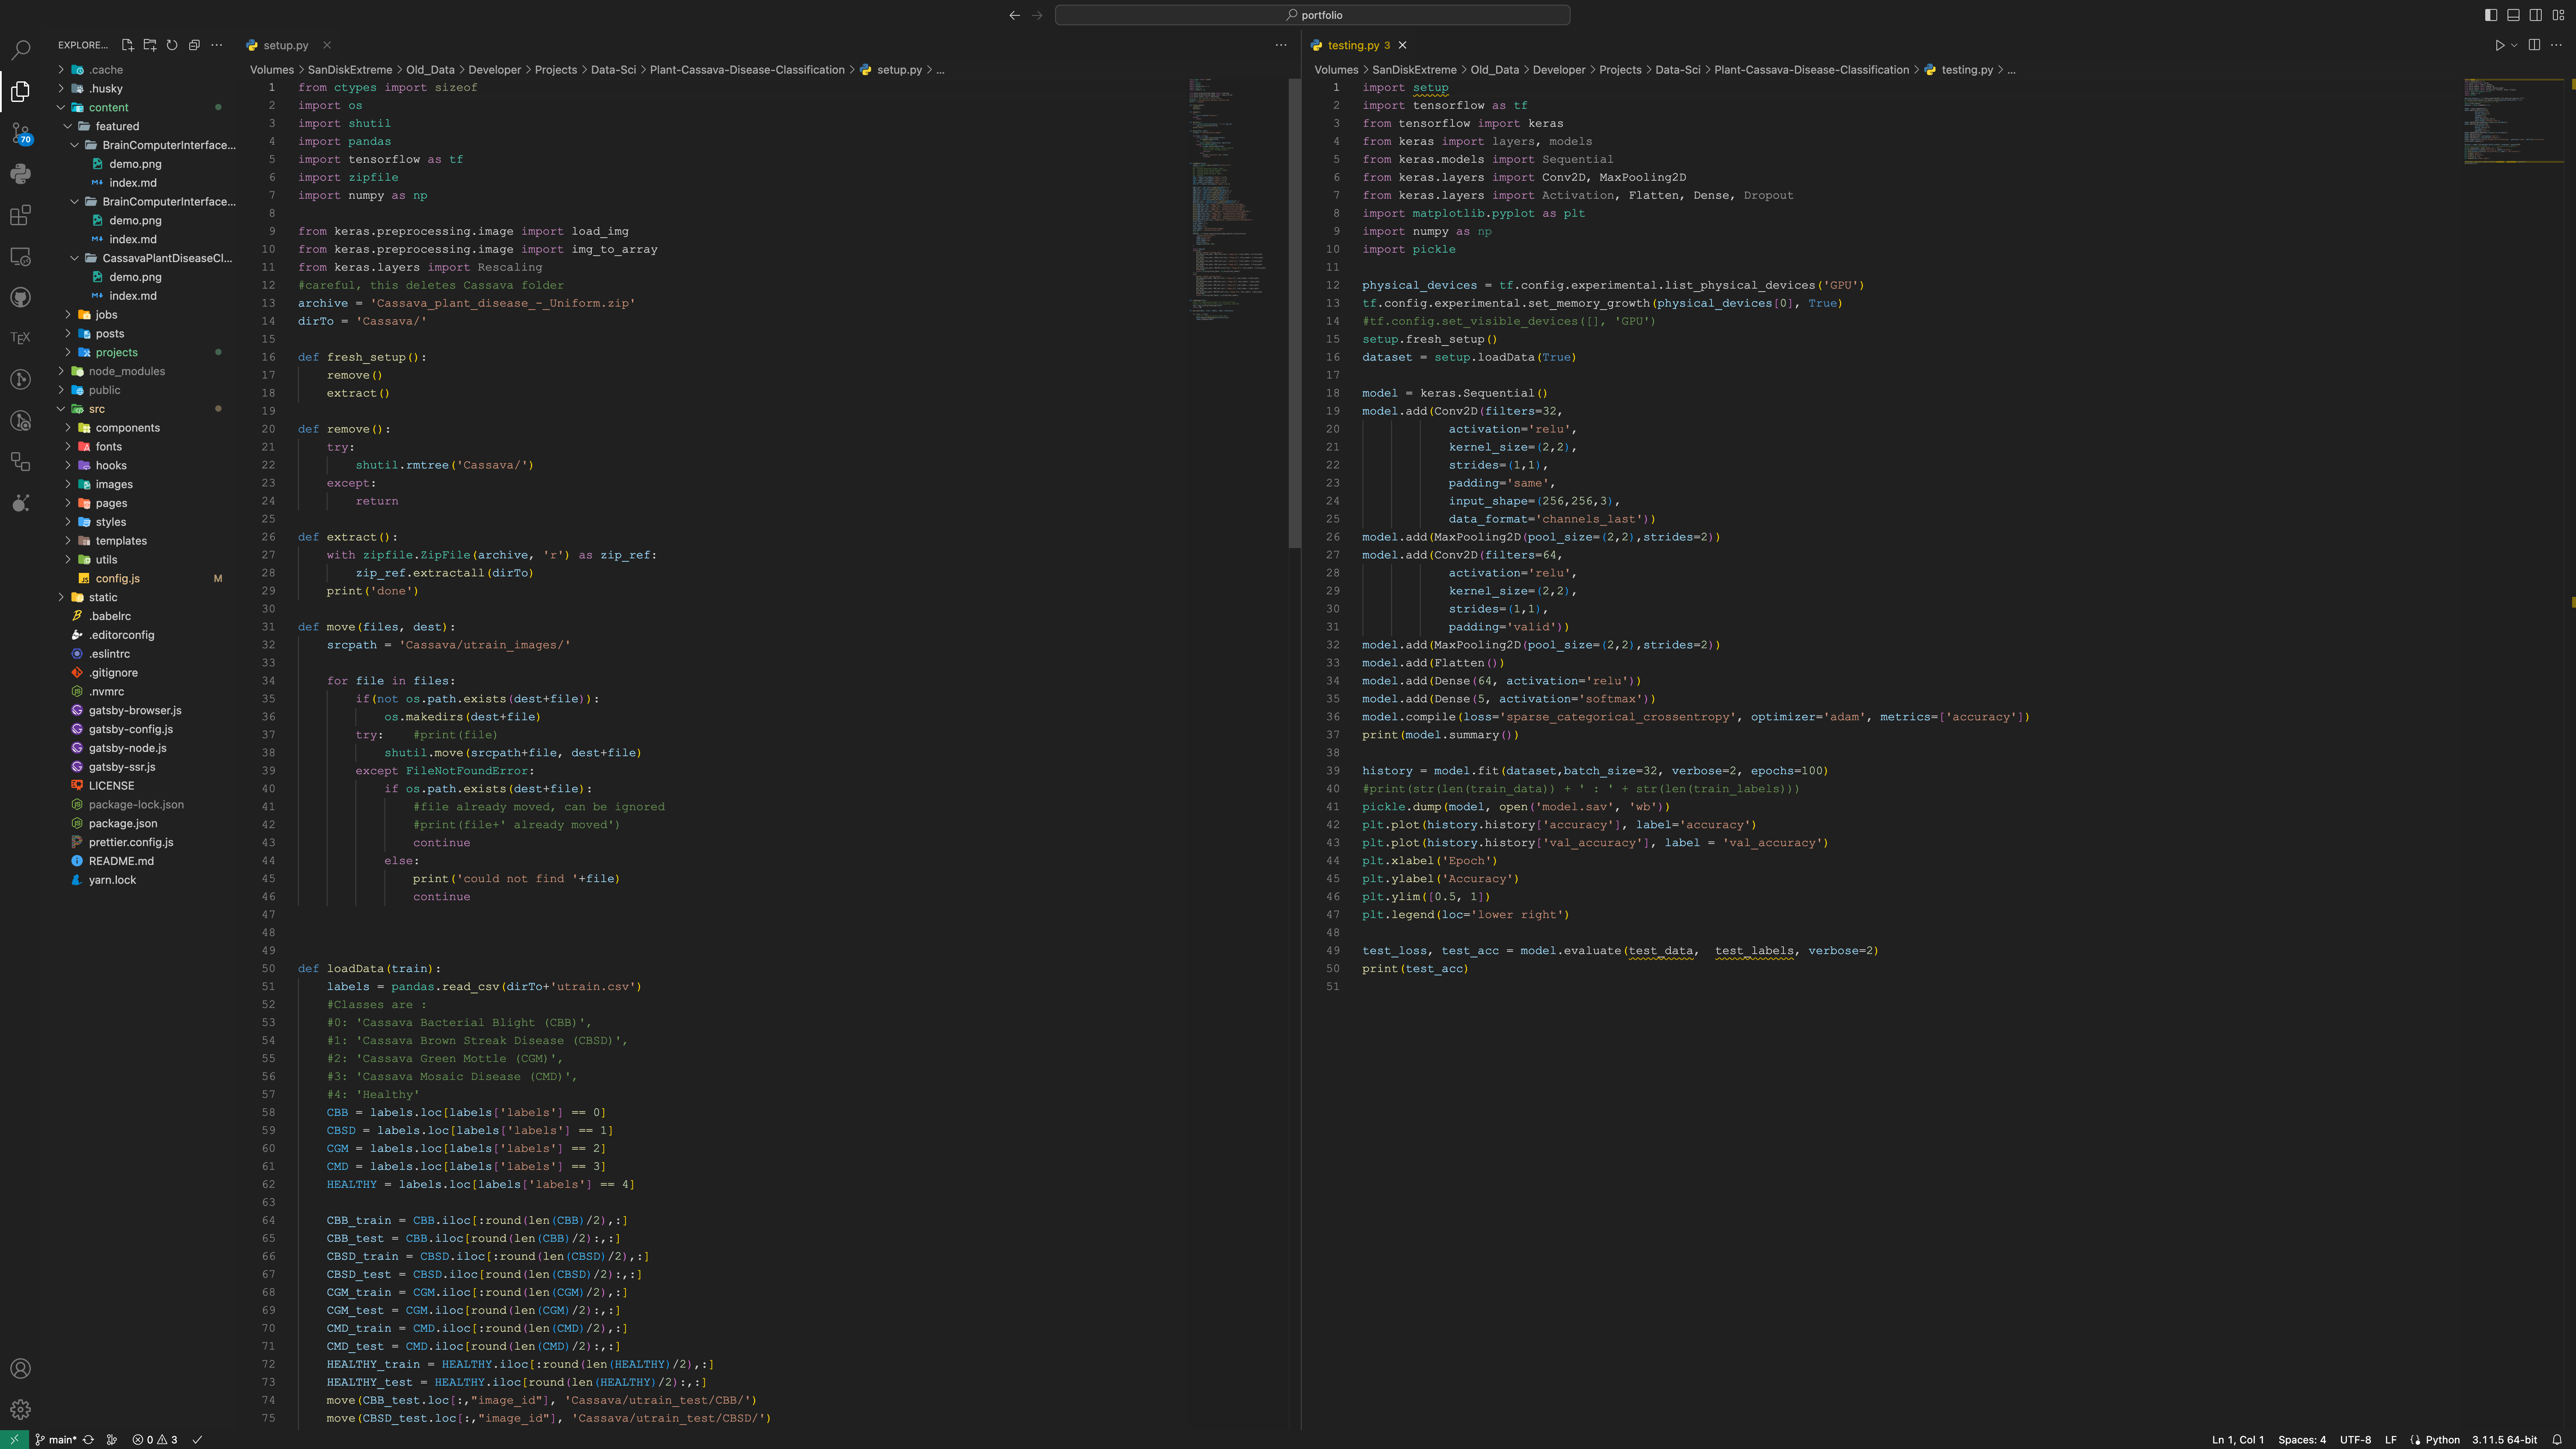 portfolio
EXPLORE...
.cache
.husky
content
featured
BrainComputerInterface...
demo.png
index.md
BrainComputerInterface...
demo.png
index.md
CassavaPlantDiseaseCl...
demo.png
index.md
jobs
posts
projects
node_modules
public
src
components
fonts
hooks
images
pages
styles
templates
utils
config.js M
static
.babelrc
.editorconfig
.eslintrc
.gitignore
.nvmrc
gatsby-browser.js
gatsby-config.js
gatsby-node.js
gatsby-ssr.js
LICENSE
package-lock.json
package.json
prettier.config.js
README.md
yarn.lock
70
TEX
setup.py
Volumes > SanDiskExtreme > Old_Data > Developer > Projects > Data-Sci > Plant-Cassava-Disease-Classification > setup.py > ...
1 from ctypes import sizeof
2 import os
3 import shutil
4 import pandas
5 import tensorflow as tf
6 import zipfile
7 import numpy as np
8
9 from keras.preprocessing.image import load_img
10 from keras.preprocessing.image import img_to_array
11 from keras.layers import Rescaling
12 #careful, this deletes Cassava folder
13 archive = 'Cassava_plant_disease_-_Uniform.zip'
14 dirTo = 'Cassava/'
15
16 def fresh_setup():
17 remove()
18 extract()
19
20 def remove():
21 try:
22 shutil.rmtree('Cassava/')
23 except:
24 return
25
26 def extract():
27 with zipfile.ZipFile(archive, 'r') as zip_ref:
28 zip_ref.extractall(dirTo)
29 print('done')
30
31 def move(files, dest):
32 srcpath = 'Cassava/utrain_images/'
33
34 for file in files:
35 if(not os.path.exists(dest+file)):
36 os.makedirs(dest+file)
37 try: #print(file)
38 shutil.move(srcpath+file, dest+file)
39 except FileNotFoundError:
40 if os.path.exists(dest+file):
41 #file already moved, can be ignored
42 #print(file+' already moved')
43 continue
44 else:
45 print('could not find '+file)
46 continue
47
48
49
50 def loadData(train):
51 labels = pandas.read_csv(dirTo+'utrain.csv')
52 #Classes are :
53 #0: 'Cassava Bacterial Blight (CBB)',
54 #1: 'Cassava Brown Streak Disease (CBSD)',
55 #2: 'Cassava Green Mottle (CGM)',
56 #3: 'Cassava Mosaic Disease (CMD)',
57 #4: 'Healthy'
58 CBB = labels.loc[labels['labels'] == 0]
59 CBSD = labels.loc[labels['labels'] == 1]
60 CGM = labels.loc[labels['labels'] == 2]
61 CMD = labels.loc[labels['labels'] == 3]
62 HEALTHY = labels.loc[labels['labels'] == 4]
63
64 CBB_train = CBB.iloc[:round(len(CBB)/2),:]
65 CBB_test = CBB.iloc[round(len(CBB)/2):,:]
66 CBSD_train = CBSD.iloc[:round(len(CBSD)/2),:]
67 CBSD_test = CBSD.iloc[round(len(CBSD)/2):,:]
68 CGM_train = CGM.iloc[:round(len(CGM)/2),:]
69 CGM_test = CGM.iloc[round(len(CGM)/2):,:]
70 CMD_train = CMD.iloc[:round(len(CMD)/2),:]
71 CMD_test = CMD.iloc[round(len(CMD)/2):,:]
72 HEALTHY_train = HEALTHY.iloc[:round(len(HEALTHY)/2),:]
73 HEALTHY_test = HEALTHY.iloc[round(len(HEALTHY)/2):,:]
74 move(CBB_test.loc[:,"image_id"], 'Cassava/utrain_test/CBB/')
75 move(CBSD_test.loc[:,"image_id"], 'Cassava/utrain_test/CBSD/')
testing.py 3
Volumes > SanDiskExtreme > Old_Data > Developer > Projects > Data-Sci > Plant-Cassava-Disease-Classification > testing.py > ...
1 import setup
2 import tensorflow as tf
3 from tensorflow import keras
4 from keras import layers, models
5 from keras.models import Sequential
6 from keras.layers import Conv2D, MaxPooling2D
7 from keras.layers import Activation, Flatten, Dense, Dropout
8 import matplotlib.pyplot as plt
9 import numpy as np
10 import pickle
11
12 physical_devices = tf.config.experimental.list_physical_devices('GPU')
13 tf.config.experimental.set_memory_growth(physical_devices[0], True)
14 #tf.config.set_visible_devices([], 'GPU')
15 setup.fresh_setup()
16 dataset = setup.loadData(True)
17
18 model = keras.Sequential()
19 model.add(Conv2D(filters=32,
20 activation='relu',
21 kernel_size=(2,2),
22 strides=(1,1),
23 padding='same',
24 input_shape=(256,256,3),
25 data_format='channels_last'))
26 model.add(MaxPooling2D(pool_size=(2,2),strides=2))
27 model.add(Conv2D(filters=64,
28 activation='relu',
29 kernel_size=(2,2),
30 strides=(1,1),
31 padding='valid'))
32 model.add(MaxPooling2D(pool_size=(2,2),strides=2))
33 model.add(Flatten())
34 model.add(Dense(64, activation='relu'))
35 model.add(Dense(5, activation='softmax'))
36 model.compile(loss='sparse_categorical_crossentropy', optimizer='adam', metrics=['accuracy'])
37 print(model.summary())
38
39 history = model.fit(dataset,batch_size=32, verbose=2, epochs=100)
40 #print(str(len(train_data)) + ' : ' + str(len(train_labels)))
41 pickle.dump(model, open('model.sav', 'wb'))
42 plt.plot(history.history['accuracy'], label='accuracy')
43 plt.plot(history.history['val_accuracy'], label = 'val_accuracy')
44 plt.xlabel('Epoch')
45 plt.ylabel('Accuracy')
46 plt.ylim([0.5, 1])
47 plt.legend(loc='lower right')
48
49 test_loss, test_acc = model.evaluate(test_data, test_labels, verbose=2)
50 print(test_acc)
51
main* 0 3
Ln 1, Col 1 Spaces: 4 UTF-8 LF Python 3.11.5 64-bit